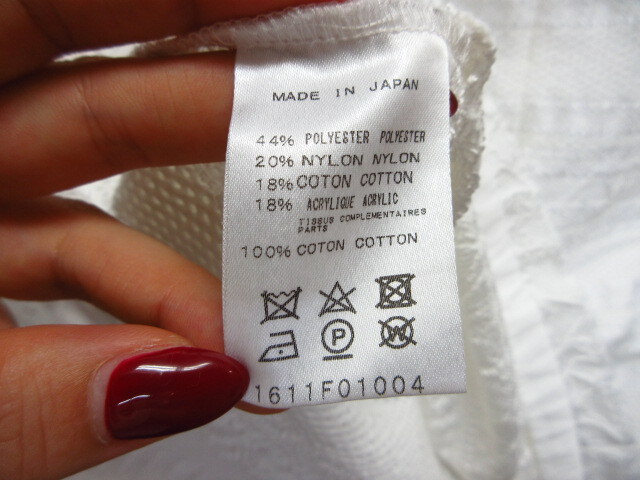 MADE IN JAPAN
44% POLYESTER POLYESTER
20% NYLON NYLON
18% COTON COTTON
18% ACRYLIQUE ACRYLIC
TISSUS COMPLEMENTAIRES
PARTS
100% COTON COTTON
P
W
1611F01004